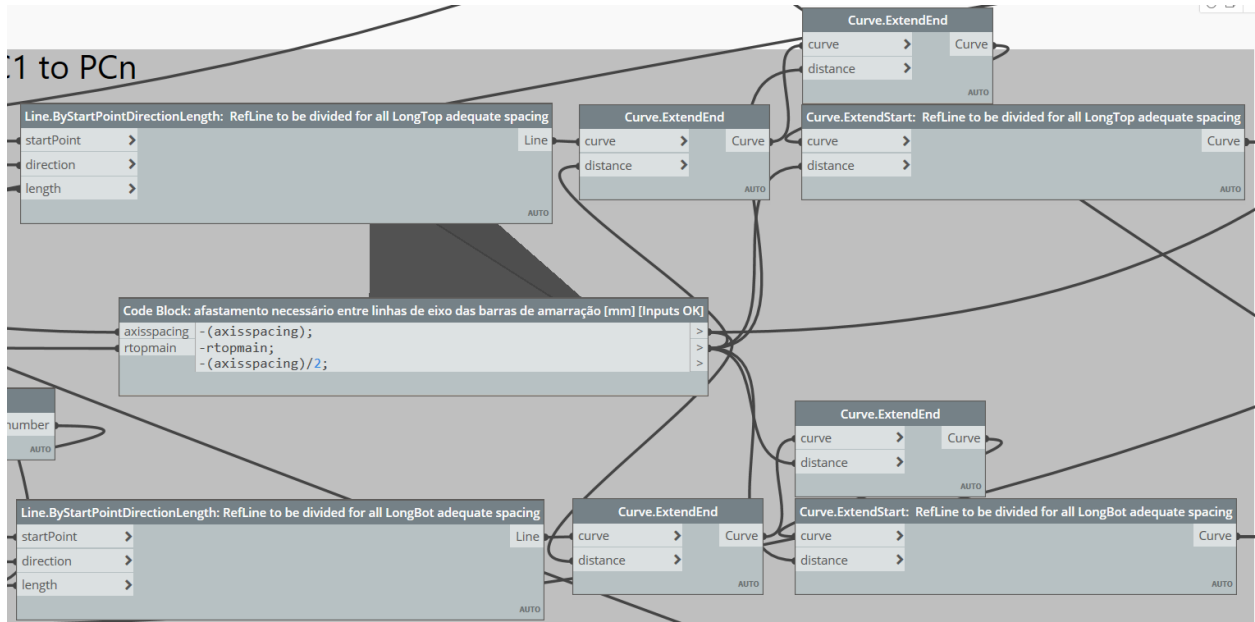 :1 to PCn
Curve.ExtendEnd
curve > Curve
distance >
AUTO
Line.ByStartPointDirectionLength: RefLine to be divided for all LongTop adequate spacing
startPoint > Line
direction >
length >
AUTO
Curve.ExtendEnd
curve > Curve
distance >
AUTO
Curve.ExtendStart: RefLine to be divided for all LongTop adequate spacing
curve > Curve
distance >
AUTO
Code Block: afastamento necessário entre linhas de eixo das barras de amarração [mm] [Inputs OK]
axisspacing -(axisspacing); >
rtopmain -rtopmain; >
-(axisspacing)/2; >
number
AUTO
Curve.ExtendEnd
curve > Curve
distance >
AUTO
Line.ByStartPointDirectionLength: RefLine to be divided for all LongBot adequate spacing
startPoint > Line
direction >
length >
AUTO
Curve.ExtendEnd
curve > Curve
distance >
AUTO
Curve.ExtendStart: RefLine to be divided for all LongBot adequate spacing
curve > Curve
distance >
AUTO